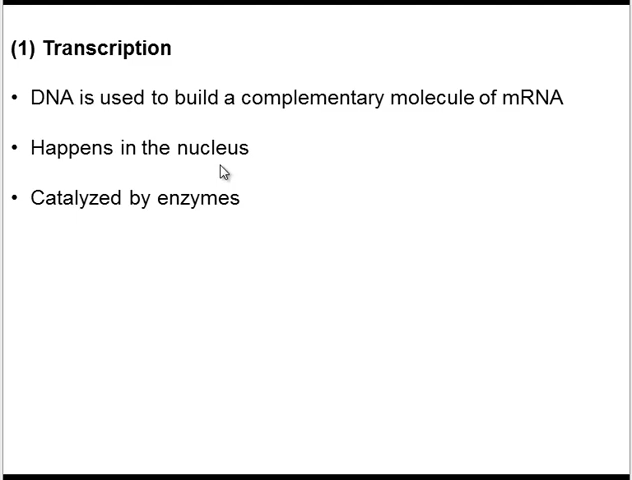 (1) Transcription
• DNA is used to build a complementary molecule of mRNA
• Happens in the nucleus
• Catalyzed by enzymes